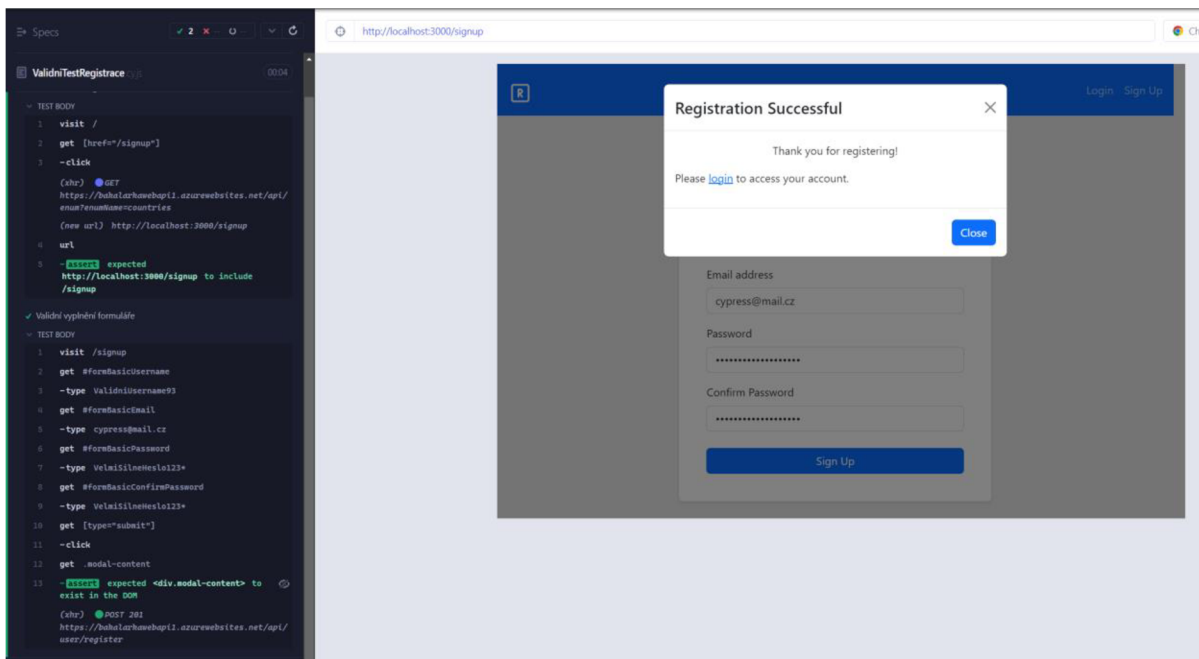 Specs
✓ 2 ✕ --
ValidniTestRegistrace
00:04
TEST BODY
1 visit /
2 get [href="/signup"]
3 -click
(xhr) GET
https://bakalarkawebapi1.azurewebsites.net/api/
enum?enumName=countries
(new url) http://localhost:3000/signup
4 url
5 -assert expected
http://localhost:3000/signup to include
/signup
Validní vyplnění formuláře
TEST BODY
1 visit /signup
2 get #formBasicUsername
3 -type ValidniUsername93
4 get #formBasicEmail
5 -type cypress@mail.cz
6 get #formBasicPassword
7 -type VelmiSilneHeslo123*
8 get #formBasicConfirmPassword
9 -type VelmiSilneHeslo123*
10 get [type="submit"]
11 -click
12 get .modal-content
13 -assert expected <div.modal-content> to
exist in the DOM
(xhr) POST 201
https://bakalarkawebapi1.azurewebsites.net/api/
user/register
http://localhost:3000/signup
Ch
R
Login Sign Up
Registration Successful
Thank you for registering!
Please login to access your account.
Close
Email address
cypress@mail.cz
Password
•••••••••••••••••••
Confirm Password
•••••••••••••••••••
Sign Up